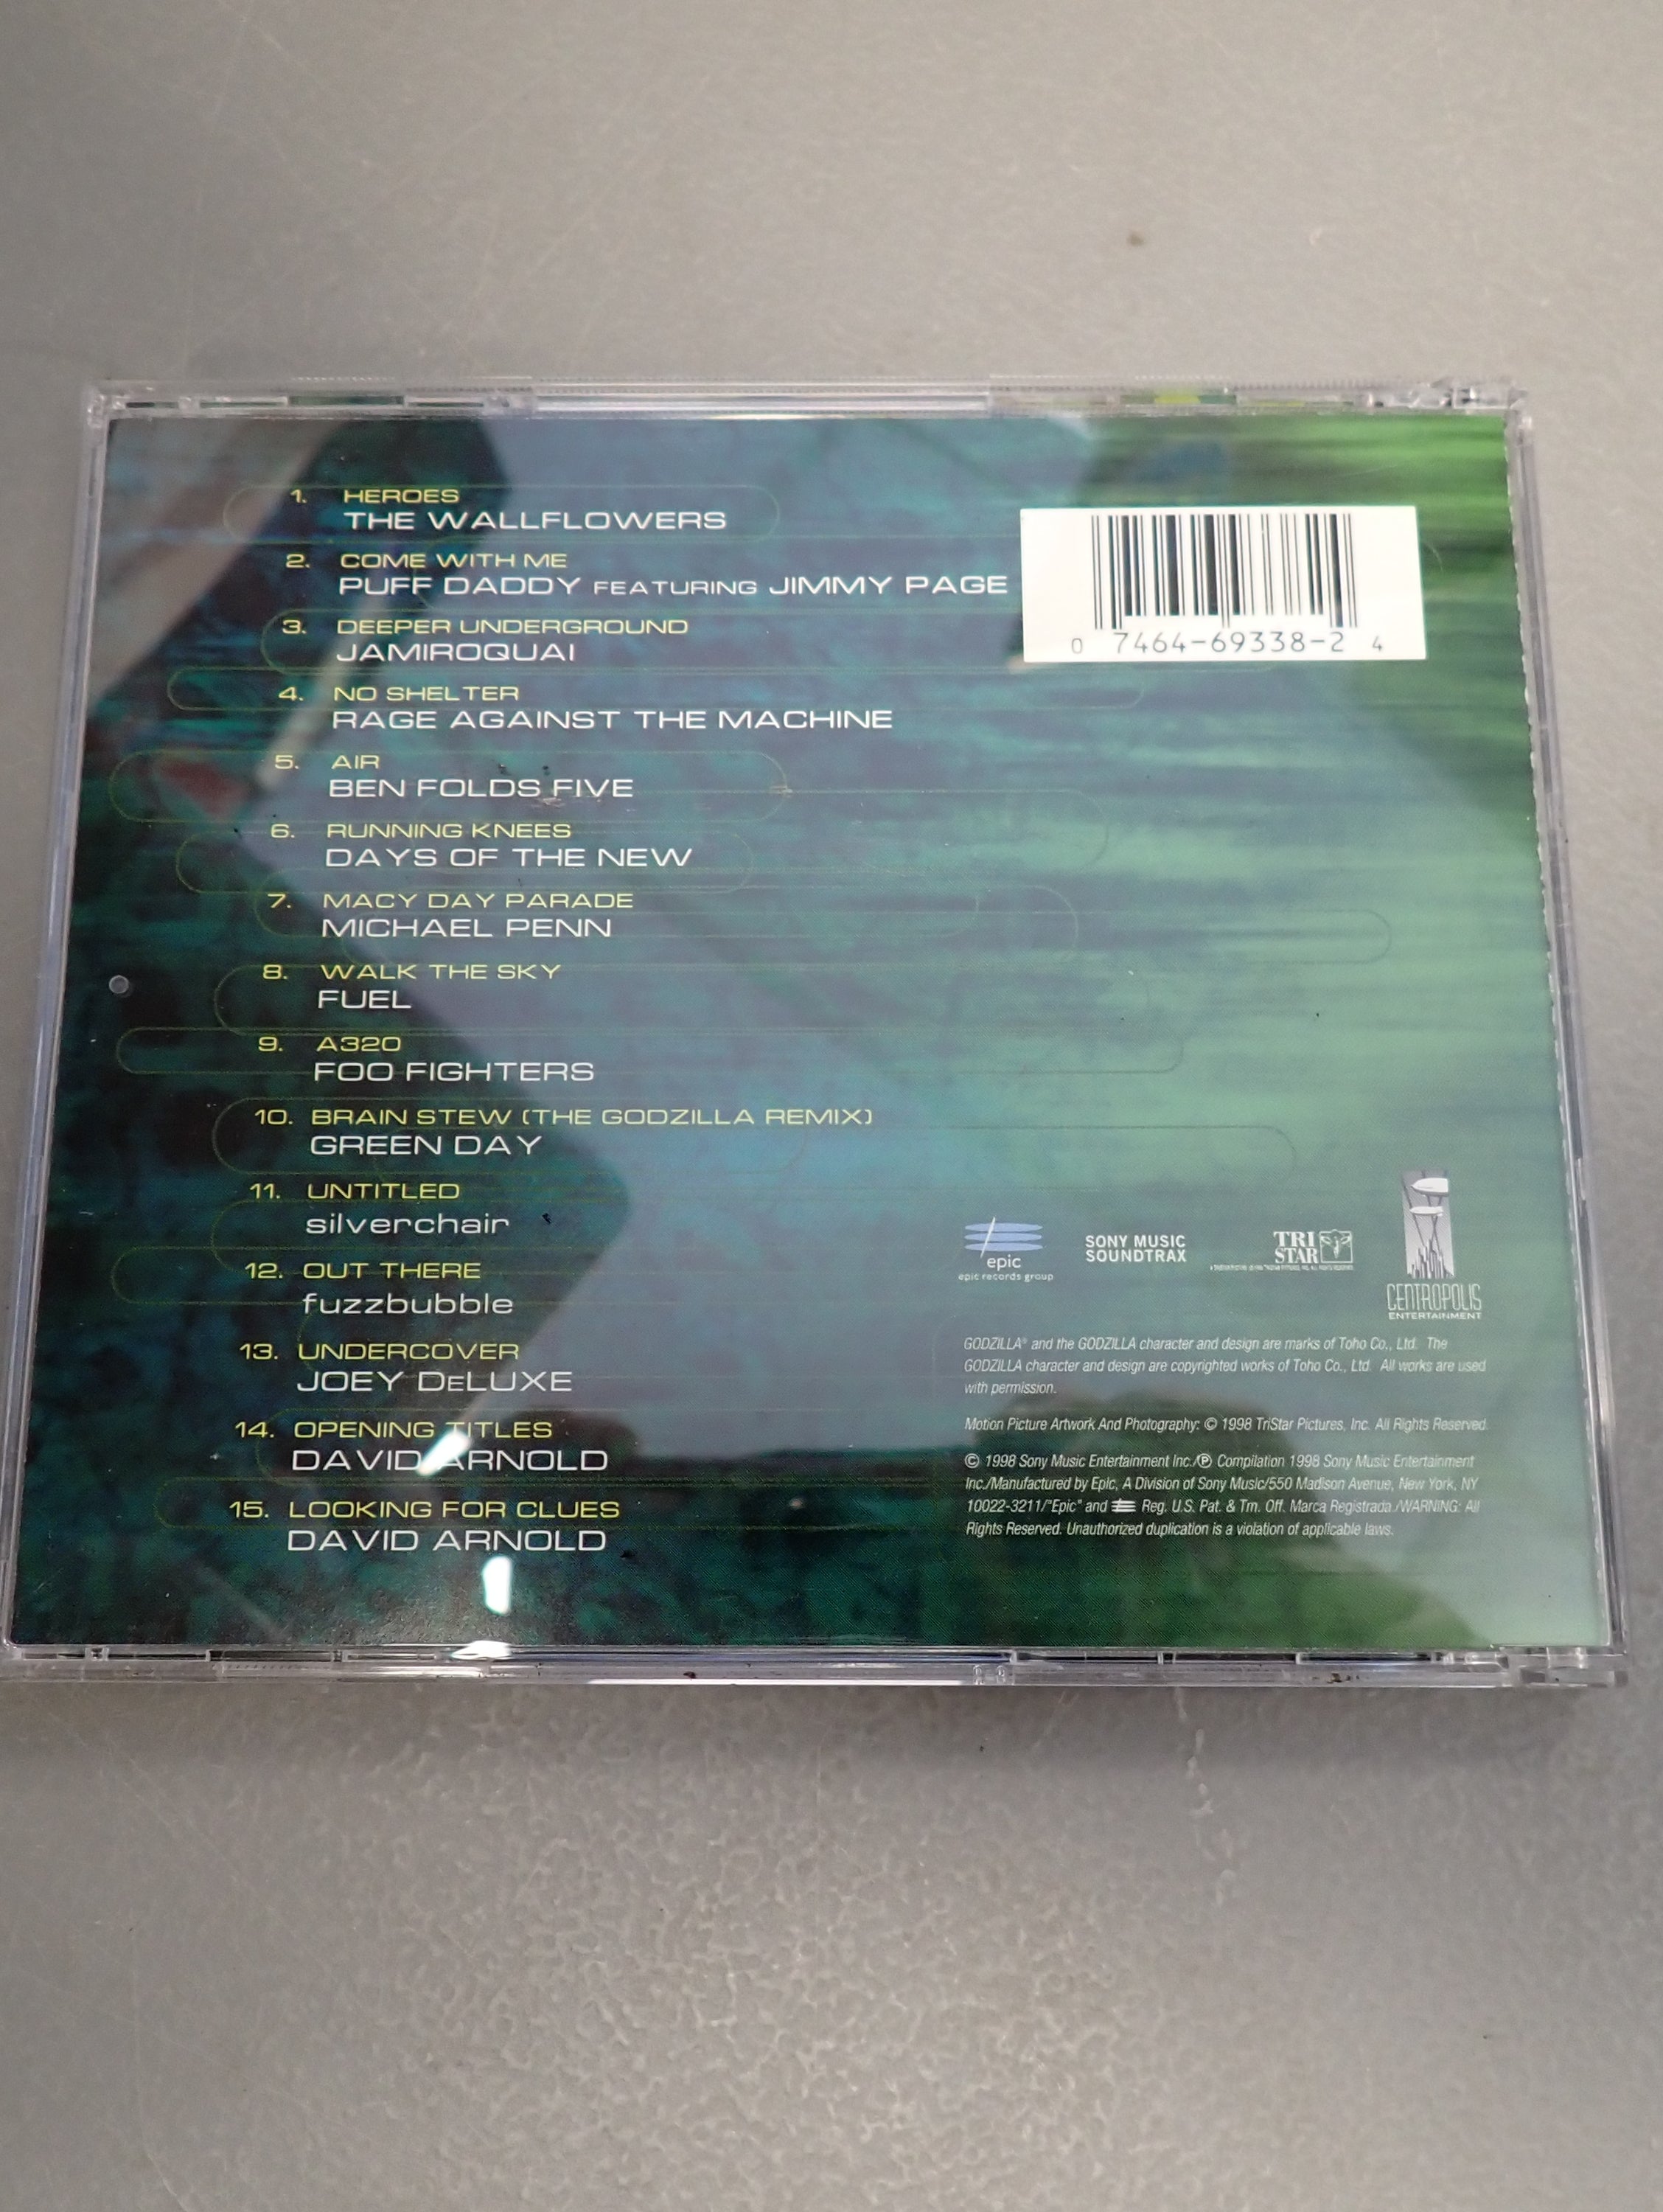 1. HEROES
THE WALLFLOWERS
2. COME WITH ME
PUFF DADDY FEATURING JIMMY PAGE
3. DEEPER UNDERGROUND
JAMIROQUAI
4. NO SHELTER
RAGE AGAINST THE MACHINE
5. AIR
BEN FOLDS FIVE
6. RUNNING KNEES
DAYS OF THE NEW
7. MACY DAY PARADE
MICHAEL PENN
8. WALK THE SKY
FUEL
9. A320
FOO FIGHTERS
10. BRAIN STEW (THE GODZILLA REMIX)
GREEN DAY
11. UNTITLED
silverchair
12. OUT THERE
fuzzbubble
13. UNDERCOVER
JOEY DeLUXE
14. OPENING TITLES
DAVID ARNOLD
15. LOOKING FOR CLUES
DAVID ARNOLD
0 7464-69338-2 4
epic
epic records group
SONY MUSIC
SOUNDTRAX
TRI
STAR
CENTROPOLIS
ENTERTAINMENT
GODZILLA® and the GODZILLA character and design are marks of Toho Co., Ltd. The
GODZILLA character and design are copyrighted works of Toho Co., Ltd. All works are used
with permission.
Motion Picture Artwork And Photography: © 1998 TriStar Pictures, Inc. All Rights Reserved.
© 1998 Sony Music Entertainment Inc./℗ Compilation 1998 Sony Music Entertainment
Inc./Manufactured by Epic, A Division of Sony Music/550 Madison Avenue, New York, NY
10022-3211/"Epic" and Reg. U.S. Pat. & Tm. Off. Marca Registrada./WARNING: All
Rights Reserved. Unauthorized duplication is a violation of applicable laws.